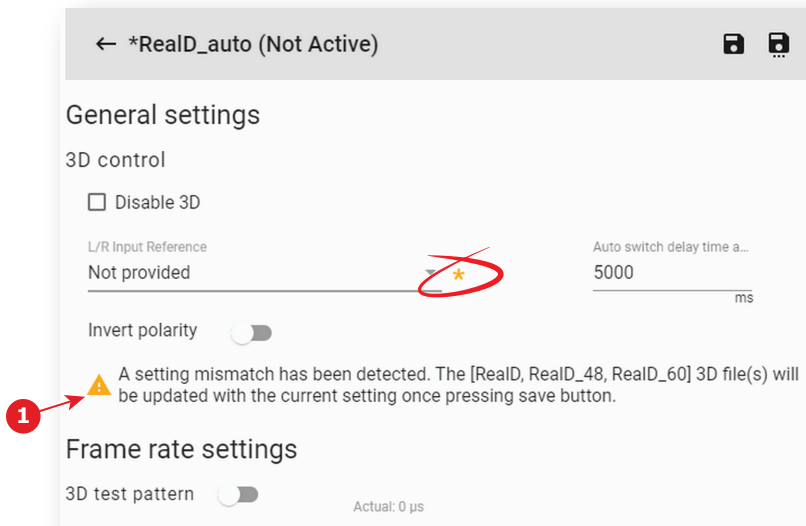 *RealD_auto (Not Active)
General settings
3D control
Disable 3D
L/R Input Reference
Auto switch delay time a...
Not provided
*
5000
ms
Invert polarity
A setting mismatch has been detected. The [RealD, RealD_48, RealD_60] 3D file(s) will
be updated with the current setting once pressing save button.
1
Frame rate settings
3D test pattern
Actual: 0 µs